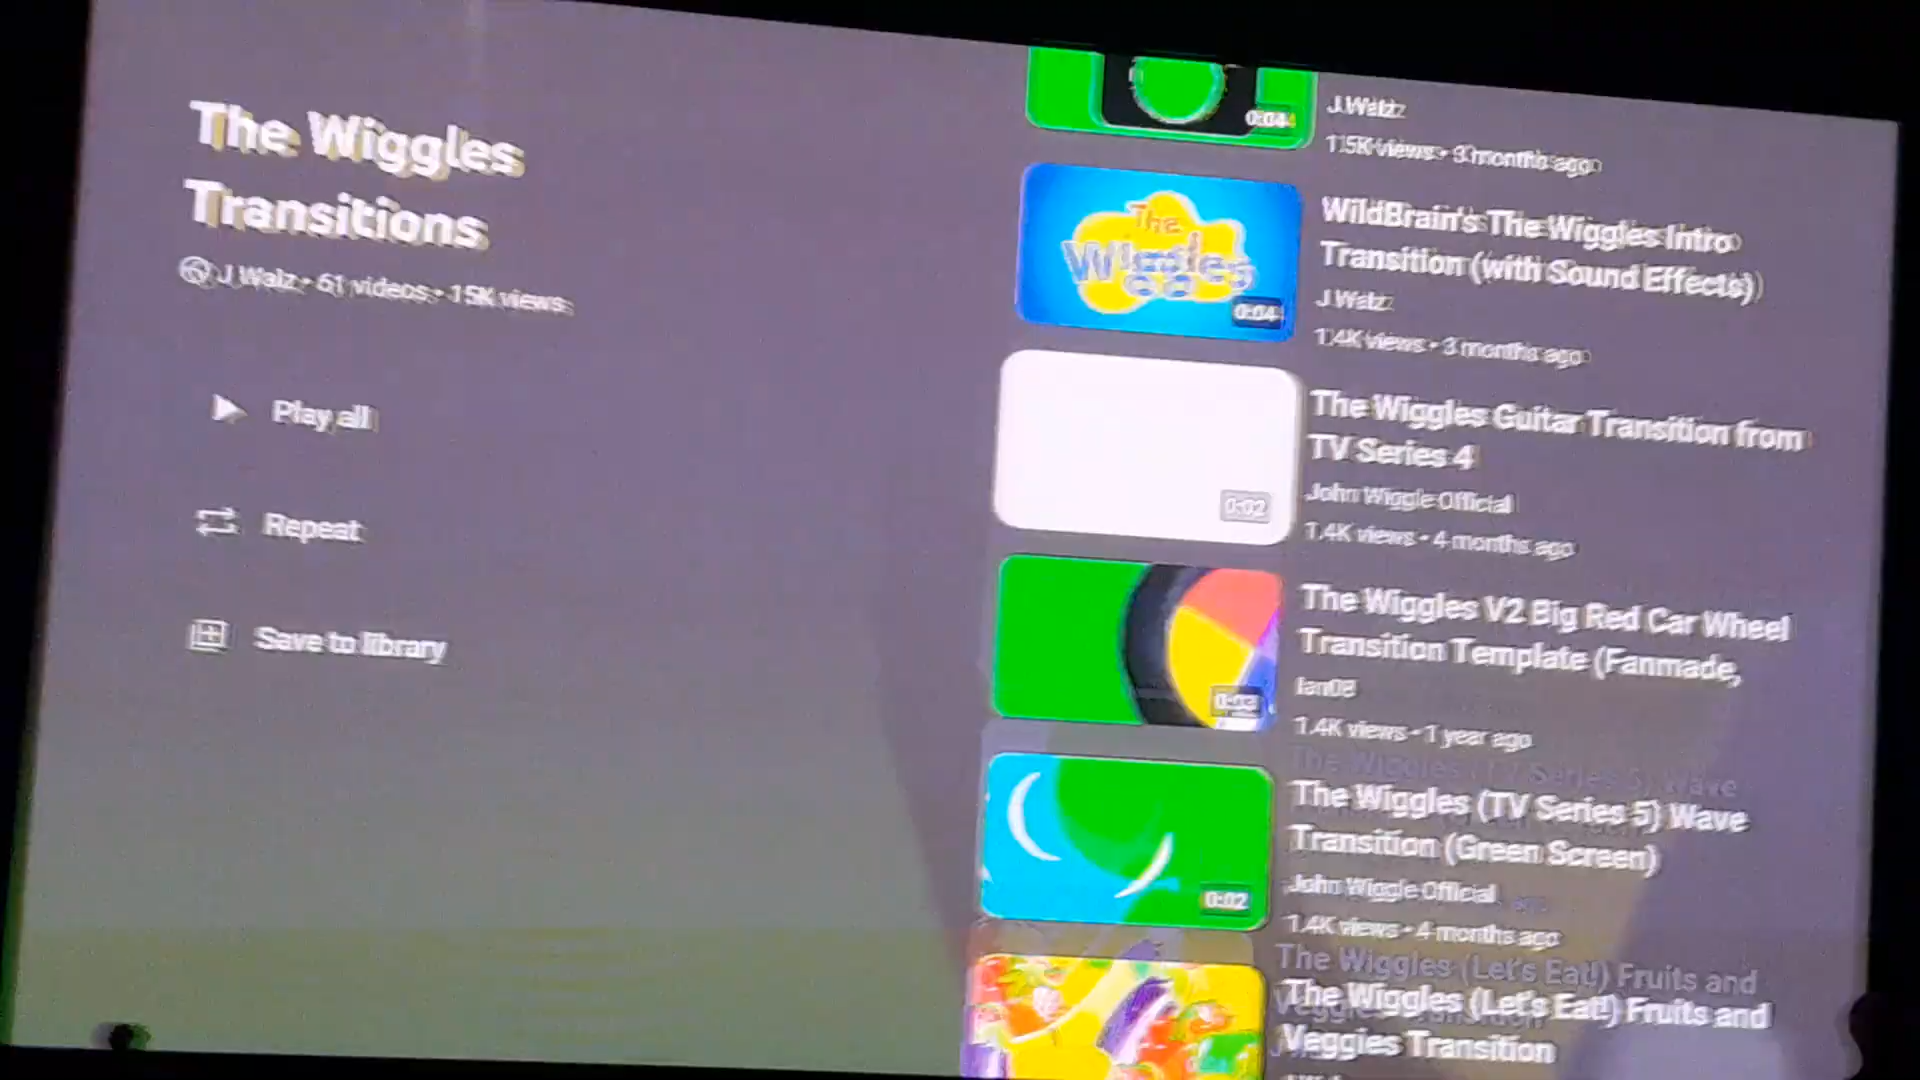 The Wiggles
Transitions
J Walz • 61 videos • 15K views
Play all
Repeat
Save to library
0:04
J Walz
1.5K views • 3 months ago
The
Wiggles
0:04
WildBrain's The Wiggles Intro
Transition (with Sound Effects)
J Walz
1.4K views • 3 months ago
0:02
The Wiggles Guitar Transition from
TV Series 4
John Wiggle Official
1.4K views • 4 months ago
0:03
The Wiggles V2 Big Red Car Wheel
Transition Template (Fanmade,
Ian08
1.4K views • 1 year ago
0:02
The Wiggles (TV Series 5) Wave
Transition (Green Screen)
John Wiggle Official
1.4K views • 4 months ago
The Wiggles (Let's Eat!) Fruits and
Veggies Transition